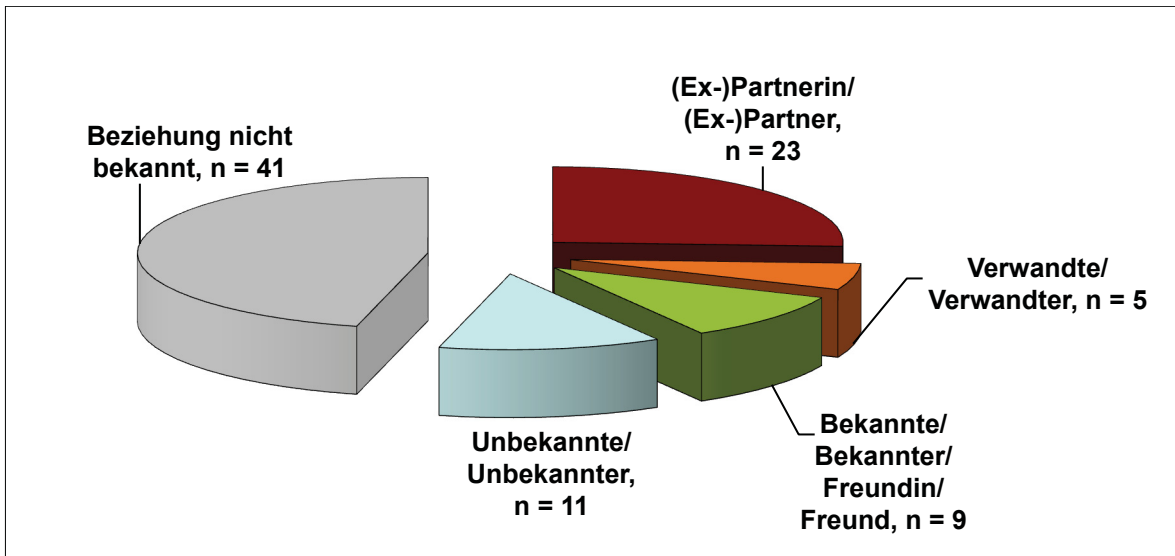 (Ex-)Partnerin/
(Ex-)Partner,
n = 23
Beziehung nicht
bekannt, n = 41
Verwandte/
Verwandter, n = 5
Bekannte/
Bekannter/
Freundin/
Freund, n = 9
Unbekannte/
Unbekannter,
n = 11